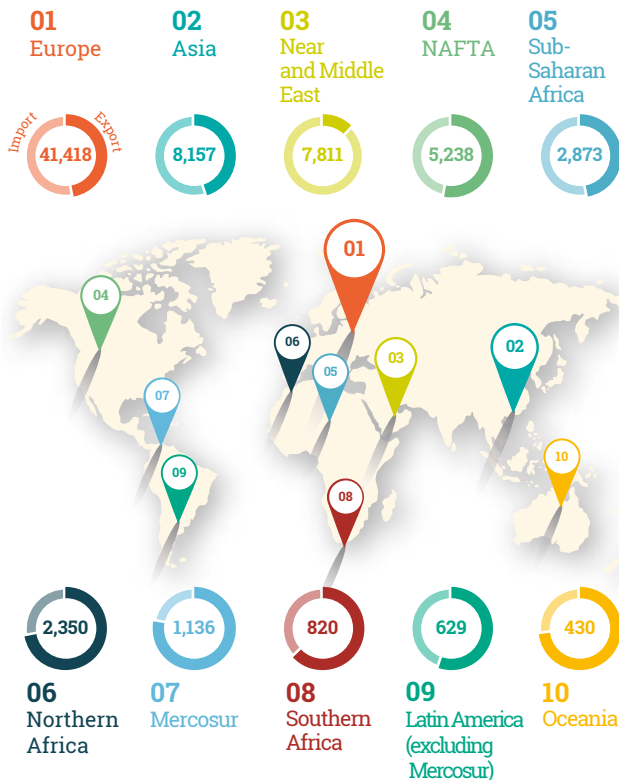 01
Europe
02
Asia
03
Near
and Middle
East
04
NAFTA
05
Sub-
Saharan
Africa
Import
Export
41,418
8,157
7,811
5,238
2,873
01
04
06
02
03
05
07
10
09
08
2,350
1,136
820
629
430
06
Northern
Africa
07
Mercosur
08
Southern
Africa
09
Latin America
(excluding
Mercosur)
10
Oceania